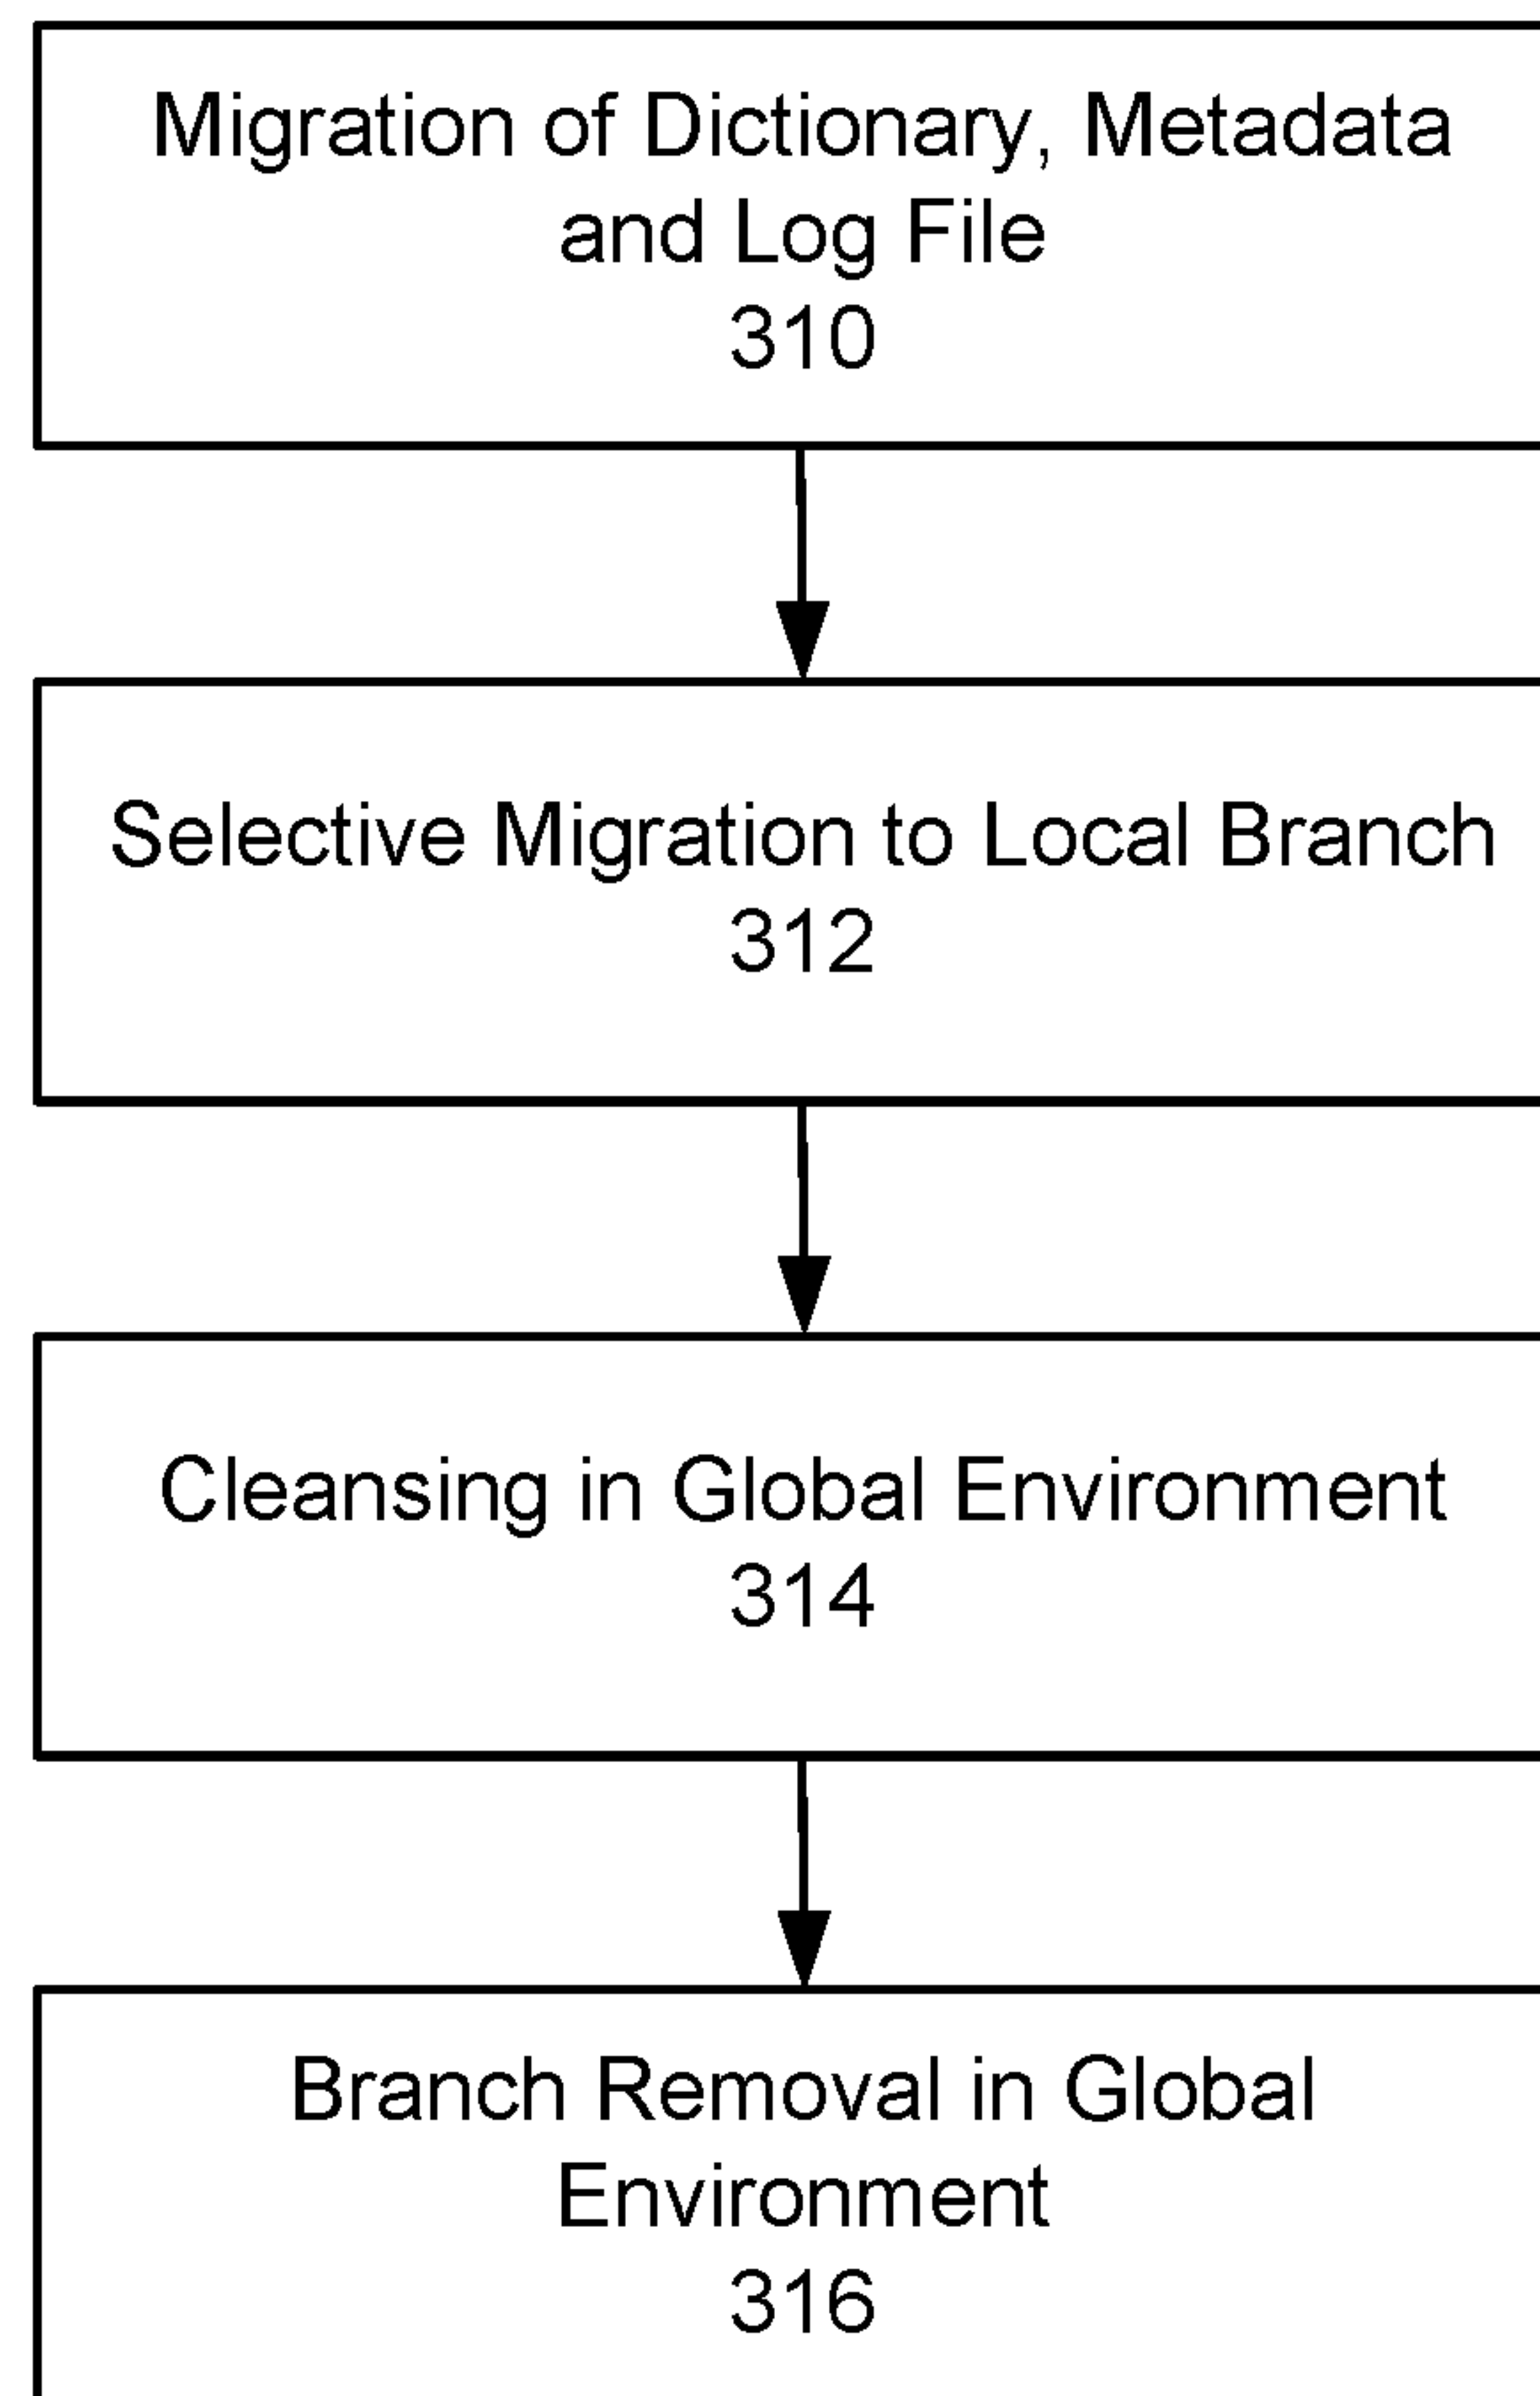 Migration of Dictionary, Metadata
and Log File
310
Selective Migration to Local Branch
312
Cleansing in Global Environment
314
Branch Removal in Global
Environment
316